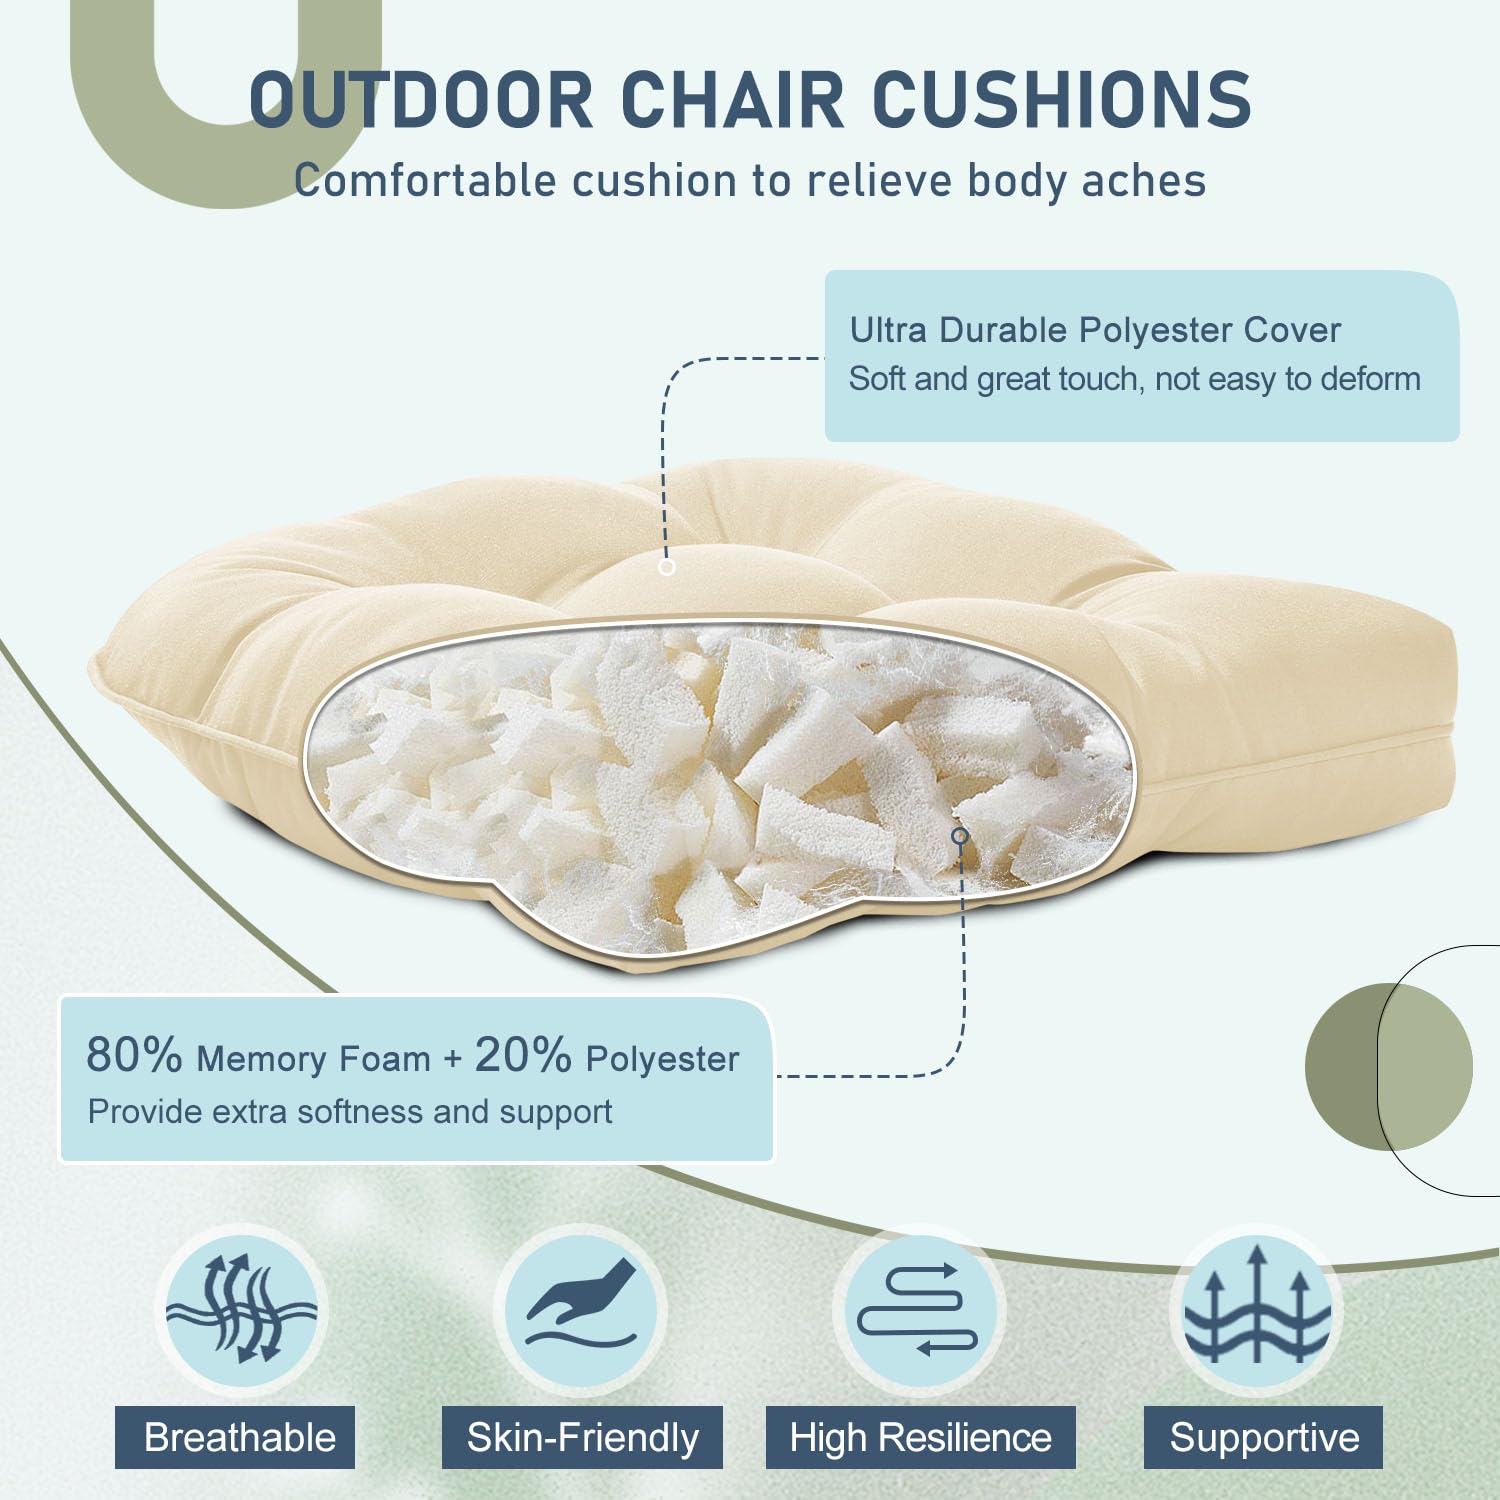 OUTDOOR CHAIR CUSHIONS
Comfortable cushion to relieve body aches
Ultra Durable Polyester Cover
Soft and great touch, not easy to deform
80% Memory Foam + 20% Polyester
Provide extra softness and support
Breathable
Skin-Friendly
High Resilience
Supportive